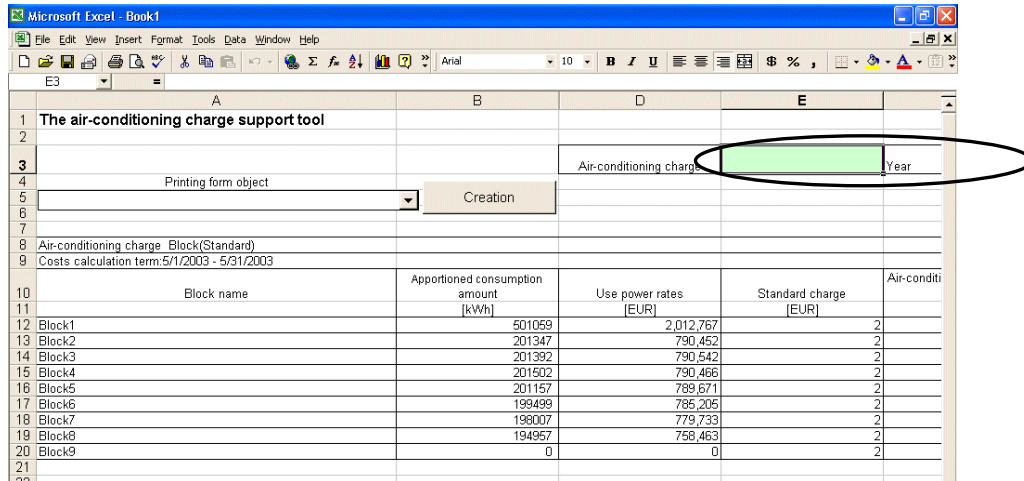 Microsoft Excel - Book1
File Edit View Insert Format Tools Data Window Help
Arial 10 B I U $ % ,
E3 =
A B D E
1 The air-conditioning charge support tool
2
3 Air-conditioning charge Year
4 Printing form object
5 Creation
6
7
8 Air-conditioning charge Block(Standard)
9 Costs calculation term:5/1/2003 - 5/31/2003
Apportioned consumption Air-conditi
10 Block name amount Use power rates Standard charge
11 [kWh] [EUR] [EUR]
12 Block1 501059 2,012,767 2
13 Block2 201347 790,452 2
14 Block3 201392 790,542 2
15 Block4 201502 790,466 2
16 Block5 201157 789,671 2
17 Block6 199499 785,205 2
18 Block7 198007 779,733 2
19 Block8 194957 758,463 2
20 Block9 0 0 2
21